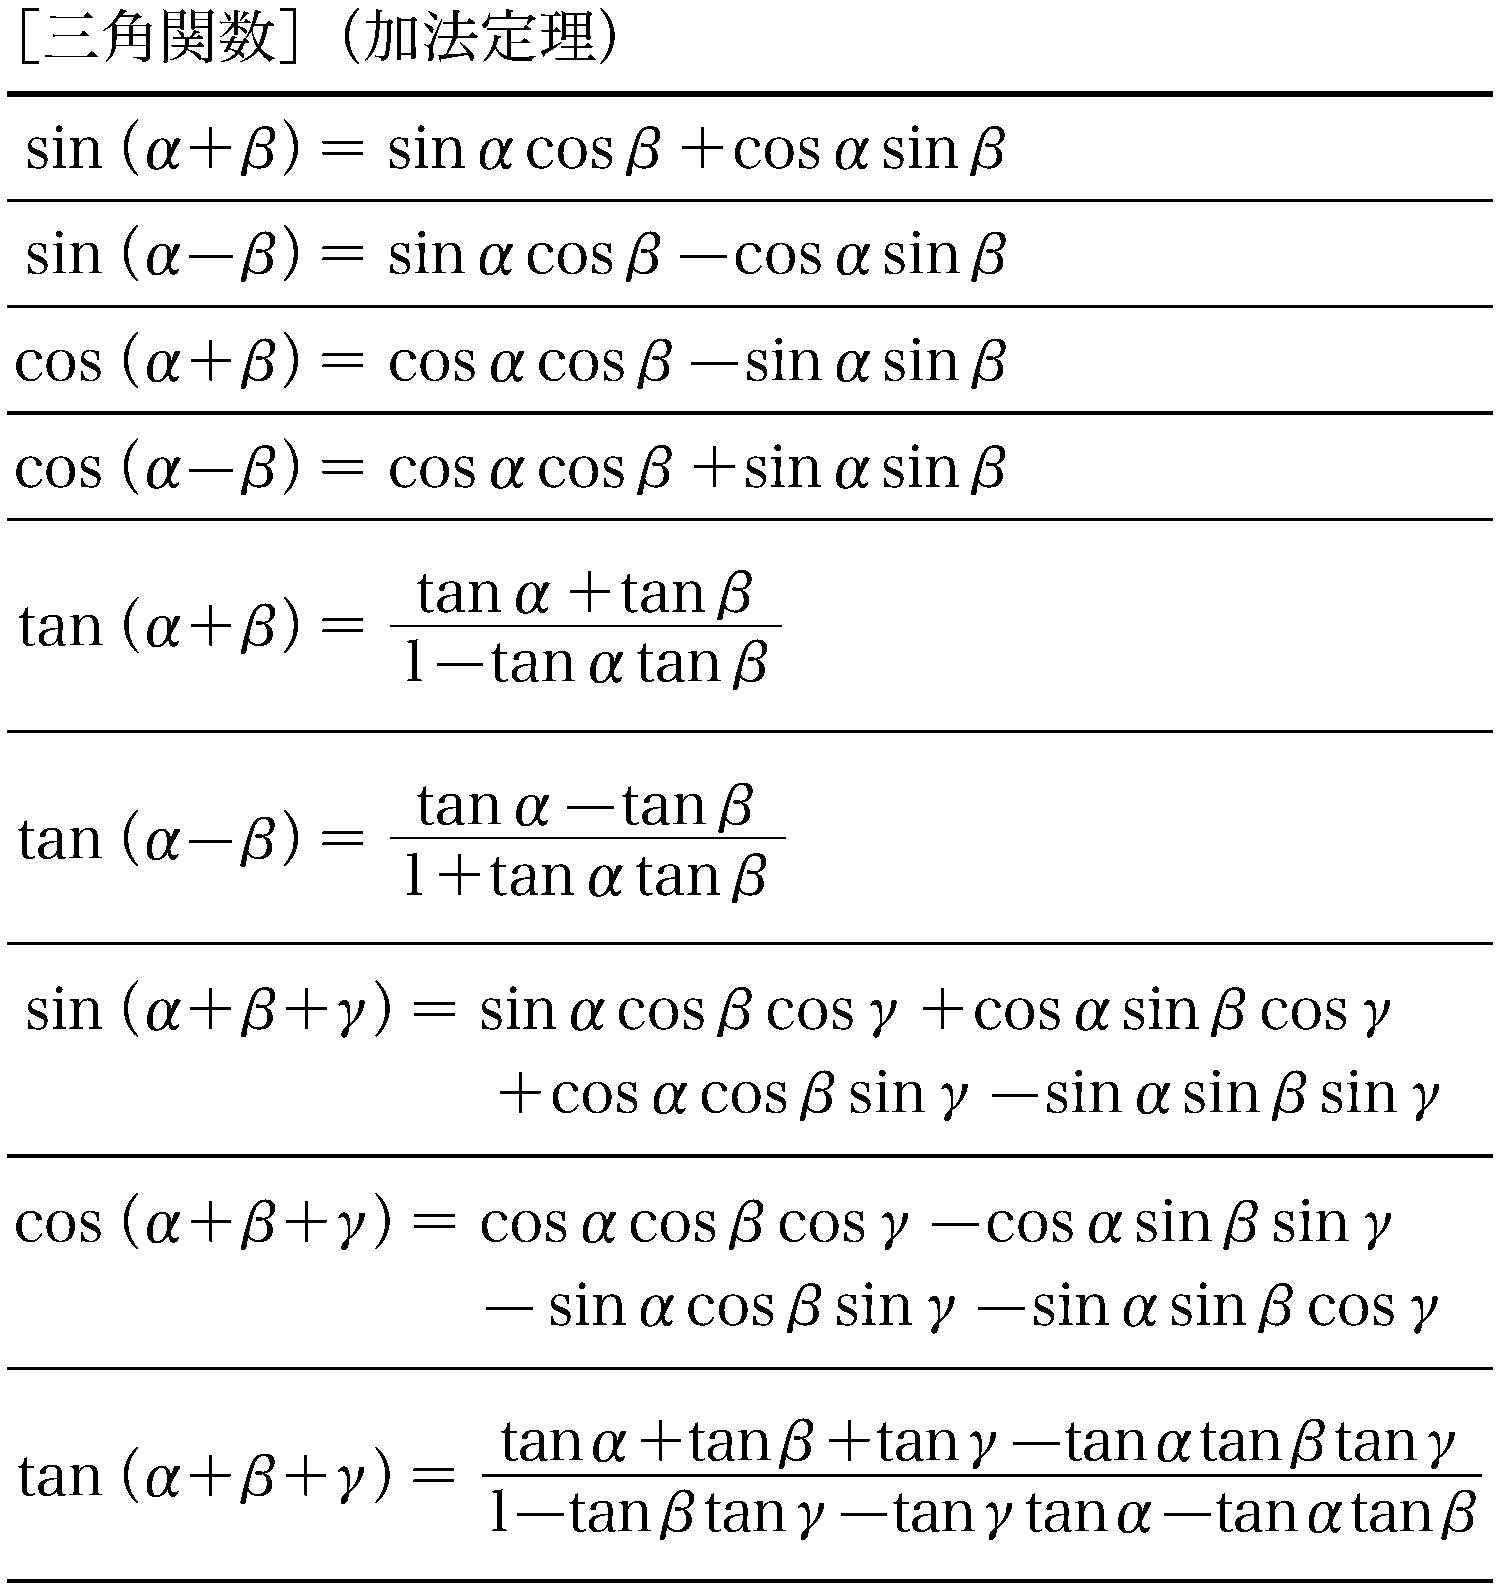 ［三角関数］(加法定理)
sin (α+β) = sin α cos β +cos α sin β
sin (α−β) = sin α cos β −cos α sin β
cos (α+β) = cos α cos β −sin α sin β
cos (α−β) = cos α cos β +sin α sin β
tan (α+β) = \frac{tan α +tan β}{1−tan α tan β}
tan (α−β) = \frac{tan α −tan β}{1+tan α tan β}
sin (α+β+γ) = sin α cos β cos γ +cos α sin β cos γ
+cos α cos β sin γ −sin α sin β sin γ
cos (α+β+γ) = cos α cos β cos γ −cos α sin β sin γ
− sin α cos β sin γ −sin α sin β cos γ
tan (α+β+γ) = \frac{tan α+tan β+tan γ−tan α tan β tan γ}{1−tan β tan γ −tan γ tan α−tan α tan β}